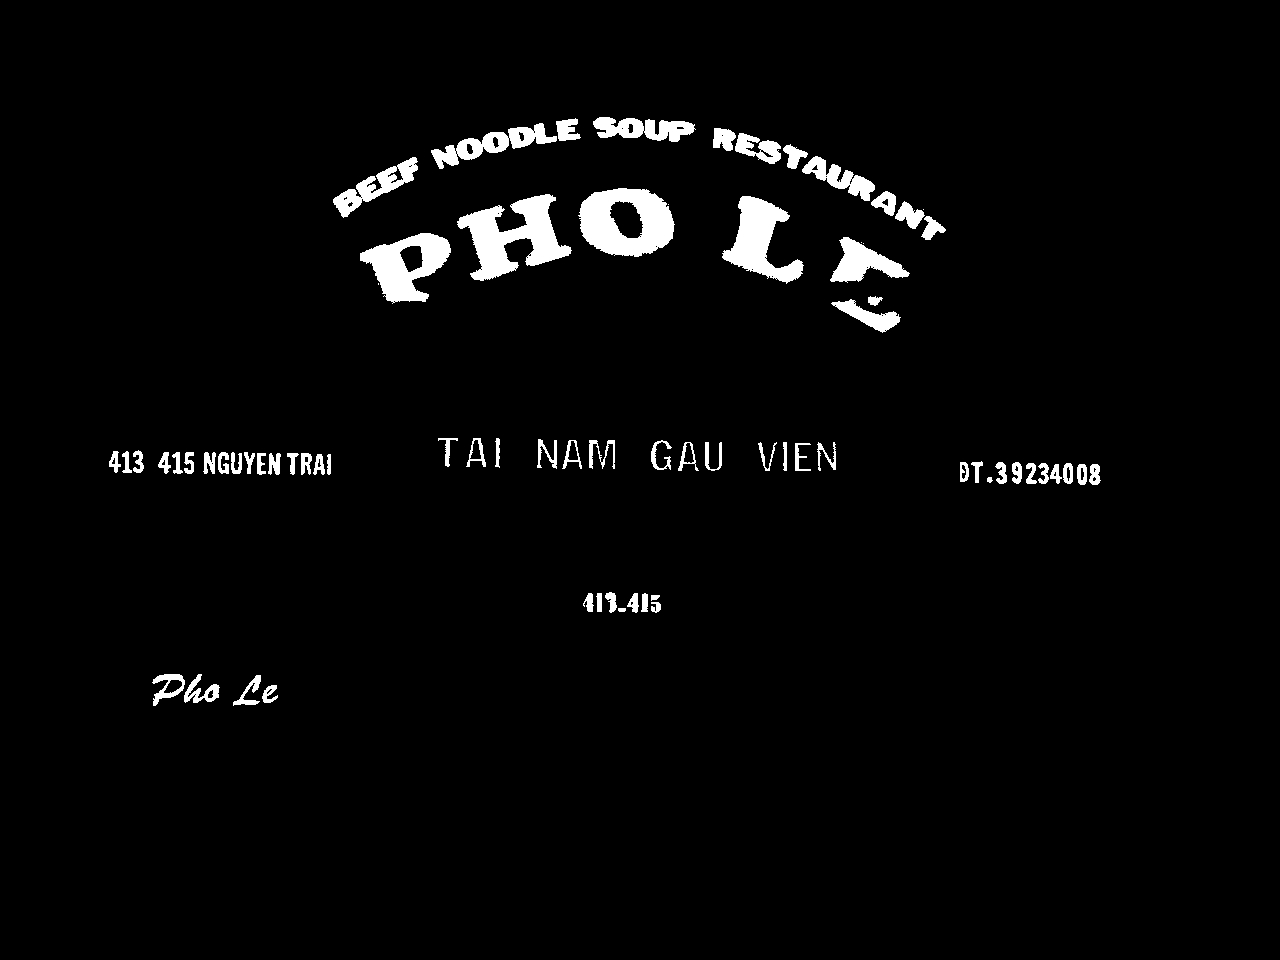 BEEF NOODLE SOUP RESTAURANT
PHO LE
413 415 NGUYEN TRAI
TAI NAM GAU VIEN
ĐT.39234008
413-415
Pho Le